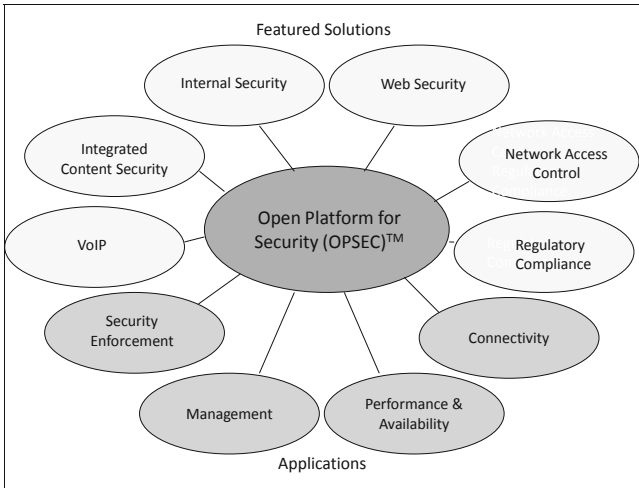 Featured Solutions
Internal Security
Web Security
Integrated
Content Security
Network Access
Control
Open Platform for
Security (OPSEC)™
VoIP
Regulatory
Compliance
Security
Enforcement
Connectivity
Management
Performance &
Availability
Applications